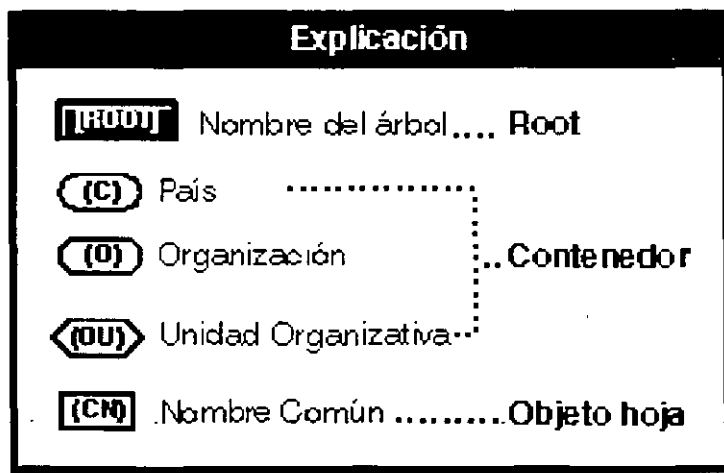 Explicación
[ROOT] Nombre del árbol.... Root
(C) País ................
(O) Organización ..Contenedor
(OU) Unidad Organizativa...
(CN) .Nombre Común .........Objeto hoja